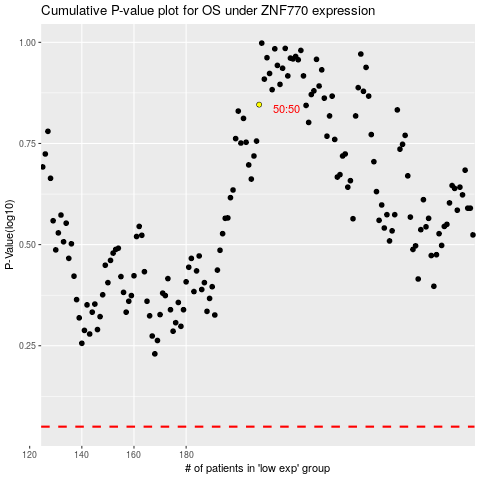 Cumulative P-value plot for OS under ZNF770 expression
P-Value(log10)
1.00
0.75
0.50
0.25
50:50
120 140 160 180
# of patients in 'low exp' group